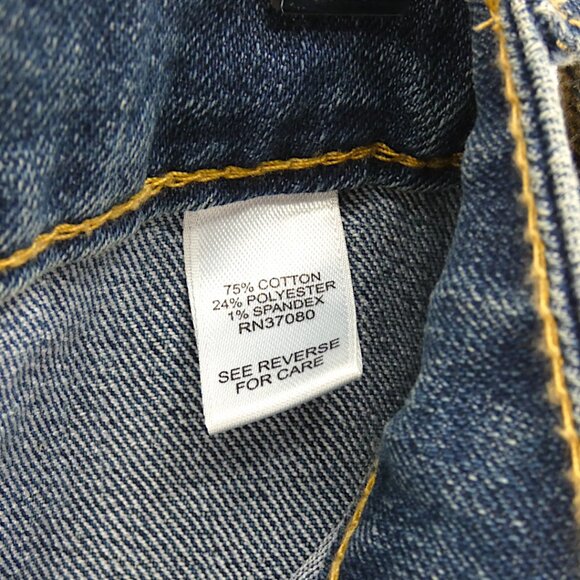 75% COTTON
24% POLYESTER
1% SPANDEX
RN37080
SEE REVERSE
FOR CARE